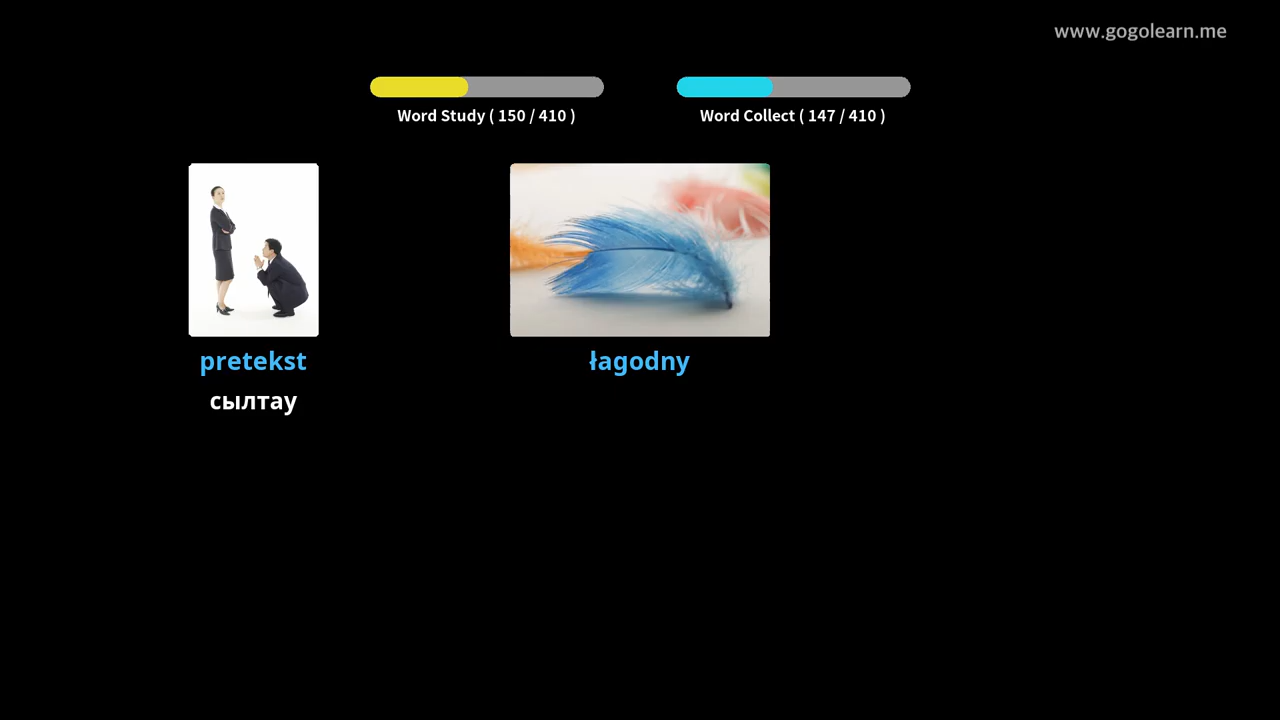 www.gogolearn.me
Word Study ( 150 / 410 )
Word Collect ( 147 / 410 )
pretekst
сылтау
łagodny